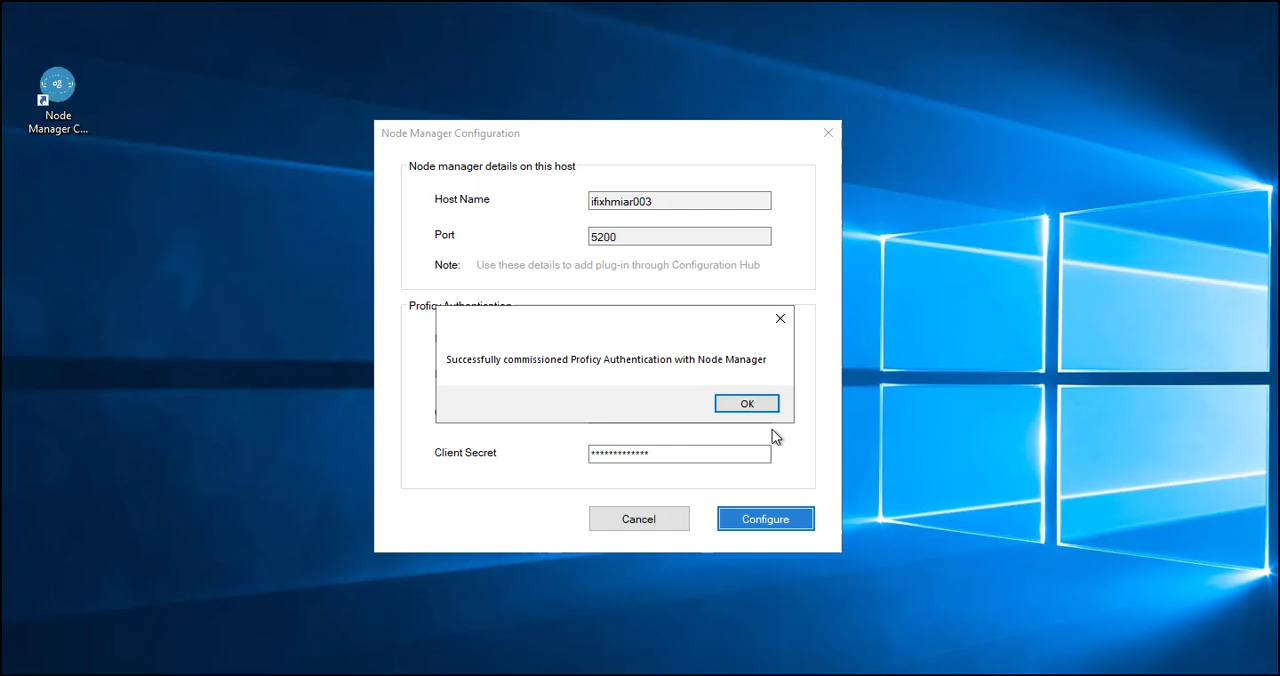 Node
Manager C...
Node Manager Configuration
Node manager details on this host
Host Name
ifixhmiar003
Port
5200
Note: Use these details to add plug-in through Configuration Hub
Proficy Authentication
Successfully commissioned Proficy Authentication with Node Manager
OK
Client Secret
*************
Cancel
Configure